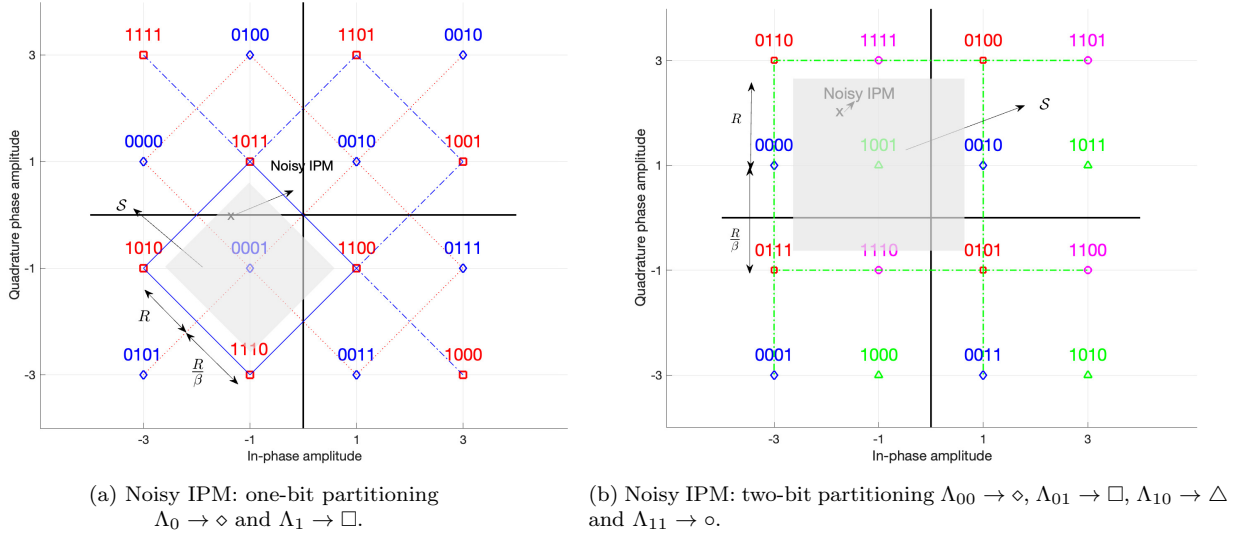 1111 0100 1101 0010
3
0000 1011 0010 1001
1
Noisy IPM
S
x
1010 0001 1100 0111
-1
R
R/β
0101 1110 0011 1000
-3
-3 -1 1 3
In-phase amplitude
Quadrature phase amplitude
(a) Noisy IPM: one-bit partitioning
Λ0 → ⋄ and Λ1 → □.
0110 1111 0100 1101
3
Noisy IPM
x
S
R
0000 1001 0010 1011
1
R/β
0111 1110 0101 1100
-1
0001 1000 0011 1010
-3
-3 -1 1 3
In-phase amplitude
Quadrature phase amplitude
(b) Noisy IPM: two-bit partitioning Λ00 → ⋄, Λ01 → □, Λ10 → △
and Λ11 → ∘.